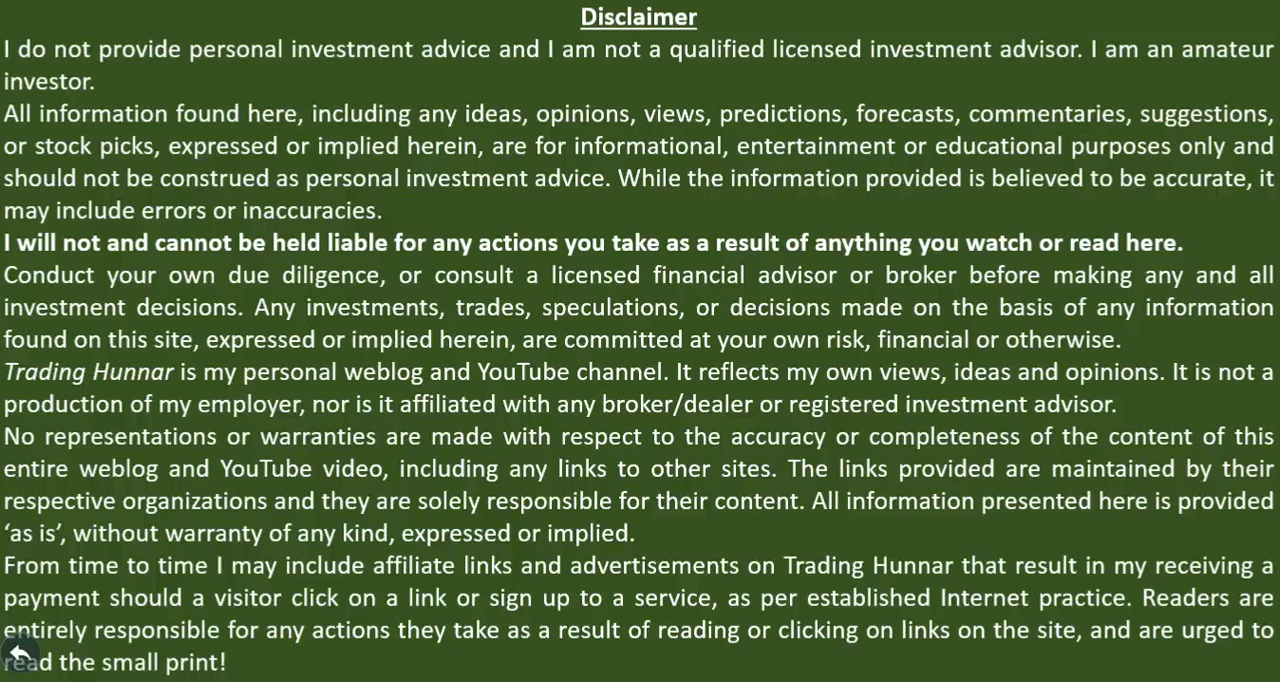 Disclaimer
I do not provide personal investment advice and I am not a qualified licensed investment advisor. I am an amateur
investor.
All information found here, including any ideas, opinions, views, predictions, forecasts, commentaries, suggestions,
or stock picks, expressed or implied herein, are for informational, entertainment or educational purposes only and
should not be construed as personal investment advice. While the information provided is believed to be accurate, it
may include errors or inaccuracies.
I will not and cannot be held liable for any actions you take as a result of anything you watch or read here.
Conduct your own due diligence, or consult a licensed financial advisor or broker before making any and all
investment decisions. Any investments, trades, speculations, or decisions made on the basis of any information
found on this site, expressed or implied herein, are committed at your own risk, financial or otherwise.
Trading Hunnar is my personal weblog and YouTube channel. It reflects my own views, ideas and opinions. It is not a
production of my employer, nor is it affiliated with any broker/dealer or registered investment advisor.
No representations or warranties are made with respect to the accuracy or completeness of the content of this
entire weblog and YouTube video, including any links to other sites. The links provided are maintained by their
respective organizations and they are solely responsible for their content. All information presented here is provided
‘as is’, without warranty of any kind, expressed or implied.
From time to time I may include affiliate links and advertisements on Trading Hunnar that result in my receiving a
payment should a visitor click on a link or sign up to a service, as per established Internet practice. Readers are
entirely responsible for any actions they take as a result of reading or clicking on links on the site, and are urged to
read the small print!